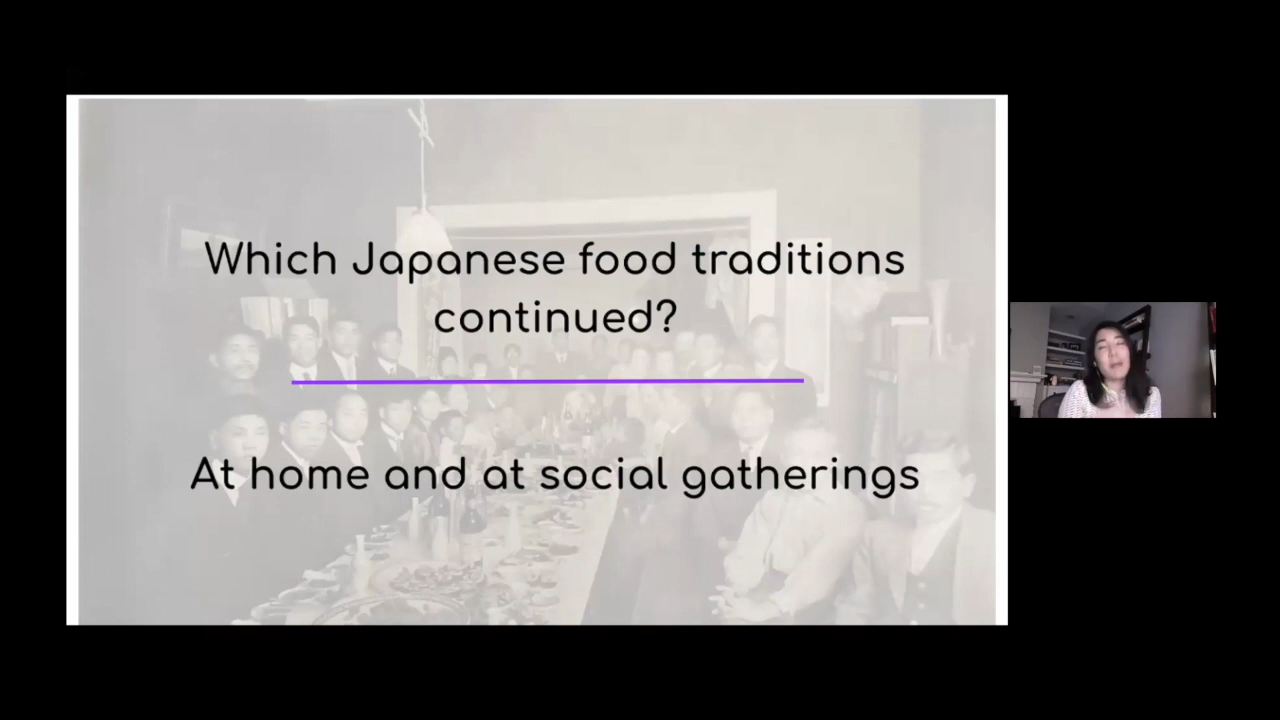 Which Japanese food traditions
continued?
At home and at social gatherings